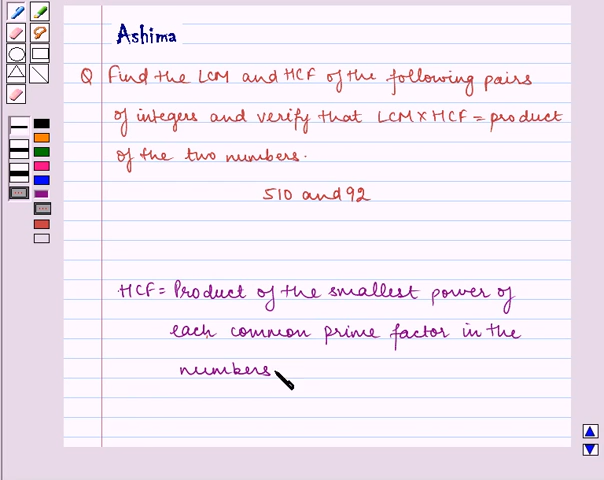 Ashima
Q Find the LCM and HCF of the following pairs
of integers and verify that LCM×HCF = product
of the two numbers.
510 and 92
HCF = Product of the smallest power of
each common prime factor in the
numbers